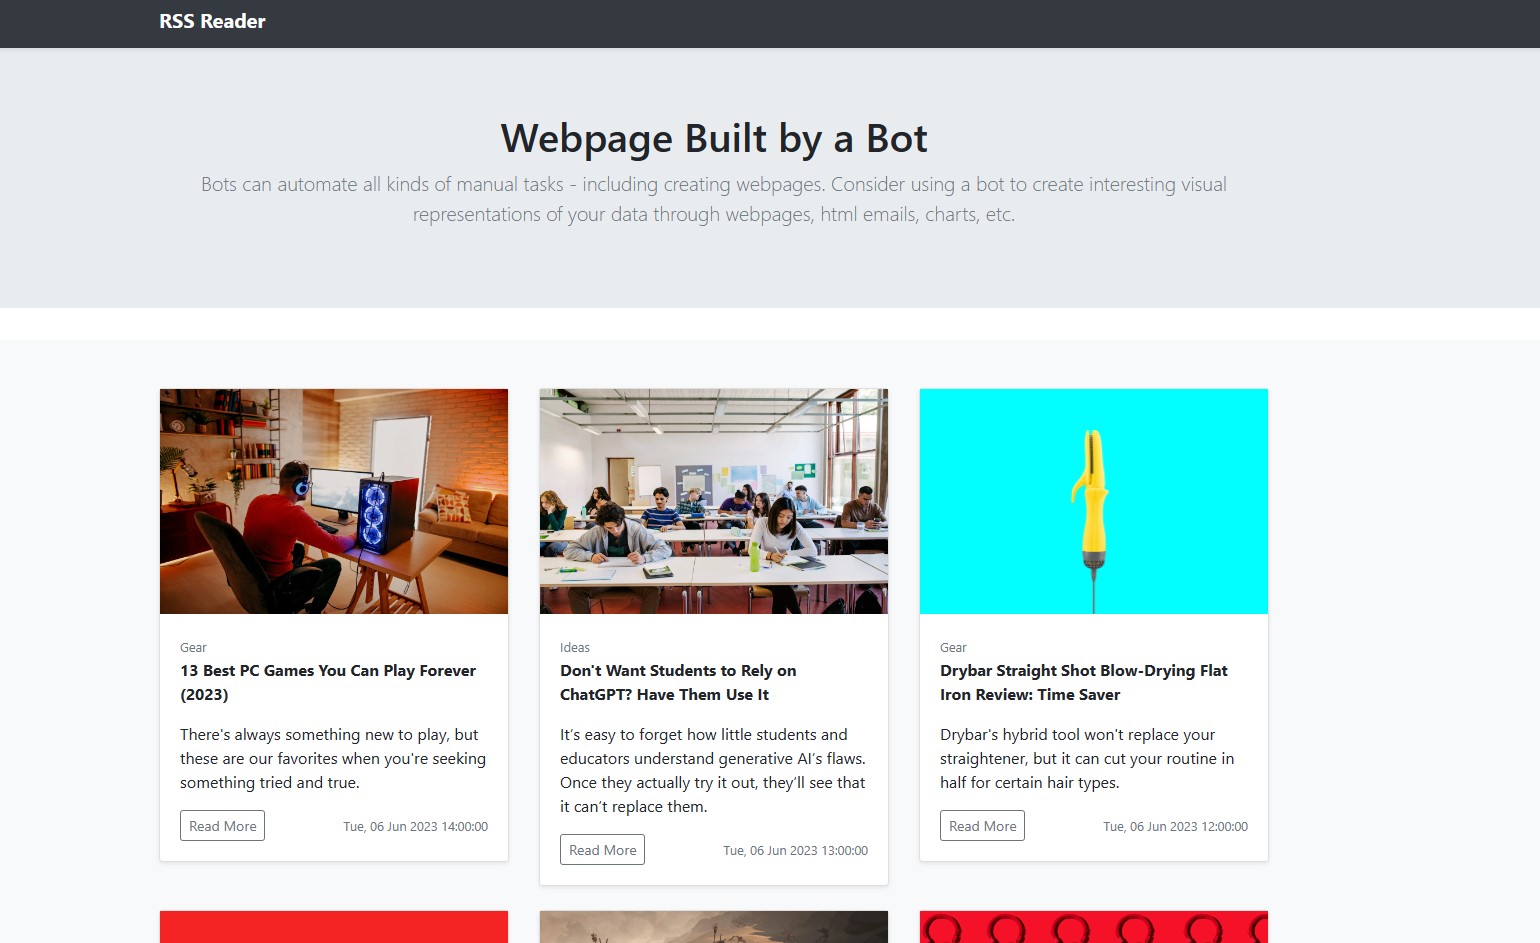 RSS Reader
Webpage Built by a Bot
Bots can automate all kinds of manual tasks - including creating webpages. Consider using a bot to create interesting visual
representations of your data through webpages, html emails, charts, etc.
Gear
13 Best PC Games You Can Play Forever
(2023)
There's always something new to play, but
these are our favorites when you're seeking
something tried and true.
Read More
Tue, 06 Jun 2023 14:00:00
Ideas
Don't Want Students to Rely on
ChatGPT? Have Them Use It
It’s easy to forget how little students and
educators understand generative AI’s flaws.
Once they actually try it out, they’ll see that
it can’t replace them.
Read More
Tue, 06 Jun 2023 13:00:00
Gear
Drybar Straight Shot Blow-Drying Flat
Iron Review: Time Saver
Drybar's hybrid tool won't replace your
straightener, but it can cut your routine in
half for certain hair types.
Read More
Tue, 06 Jun 2023 12:00:00